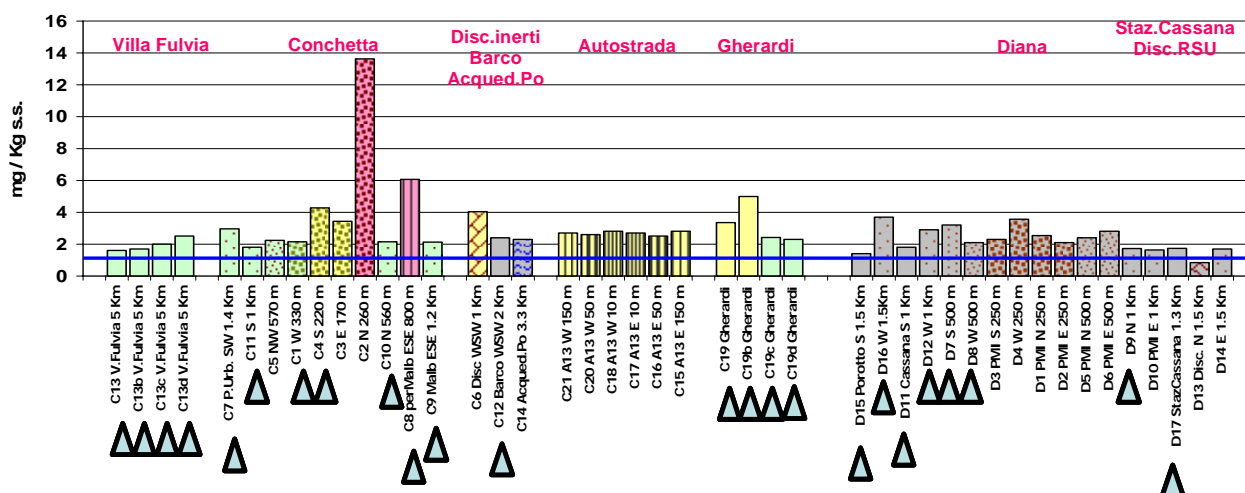 16
14
12
10
8
6
4
2
0
mg / Kg s.s.
Villa Fulvia
Conchetta
Disc.inerti
Barco
Acqued.Po
Autostrada
Gherardi
Diana
Staz.Cassana
Disc.RSU
C13 V.Fulvia 5 Km
C13b V.Fulvia 5 Km
C13c V.Fulvia 5 Km
C13d V.Fulvia 5 Km
C7 P.Urb. SW 1.4 Km
C11 S 1 Km
C5 NW 570 m
C1 W 330 m
C4 S 220 m
C3 E 170 m
C2 N 260 m
C10 N 560 m
C8 perMalb ESE 800 m
C9 Malb ESE 1.2 Km
C6 Disc WSW 1 Km
C12 Barco WSW 2 Km
C14 Acqued.Po 3.3 Km
C21 A13 W 150 m
C20 A13 W 50 m
C18 A13 W 10 m
C17 A13 E 10 m
C16 A13 E 50 m
C15 A13 E 150 m
C19 Gherardi
C19b Gherardi
C19c Gherardi
C19d Gherardi
D15 Porotto S 1.5 Km
D16 W 1.5Km
D11 Cassana S 1 Km
D12 W 1 Km
D7 S 500 m
D8 W 500 m
D3 PMI S 250 m
D4 W 250 m
D1 PMI N 250 m
D2 PMI E 250 m
D5 PMI N 500 m
D6 PMI E 500 m
D9 N 1 Km
D10 PMI E 1 Km
D17 Staz.Cassana 1.3 Km
D13 Disc. N 1.5 Km
D14 E 1.5 Km